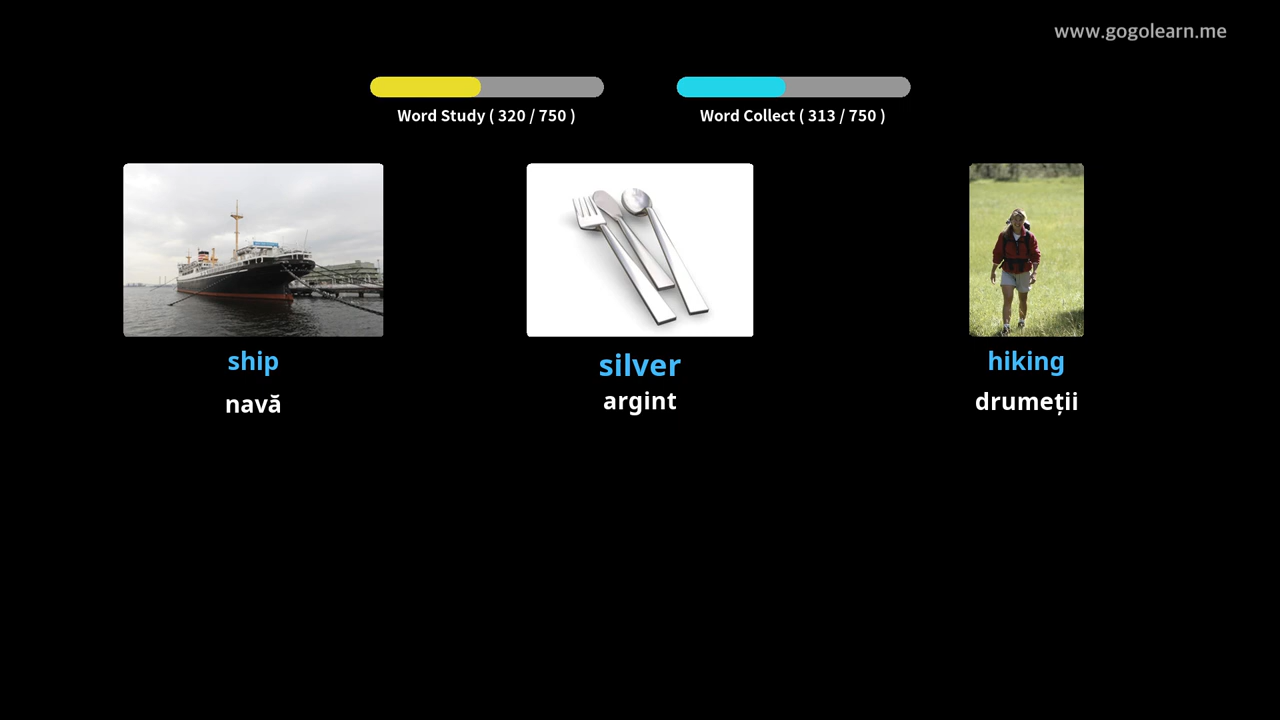 www.gogolearn.me
Word Study ( 320 / 750 )
Word Collect ( 313 / 750 )
ship
silver
hiking
navă
argint
drumeții